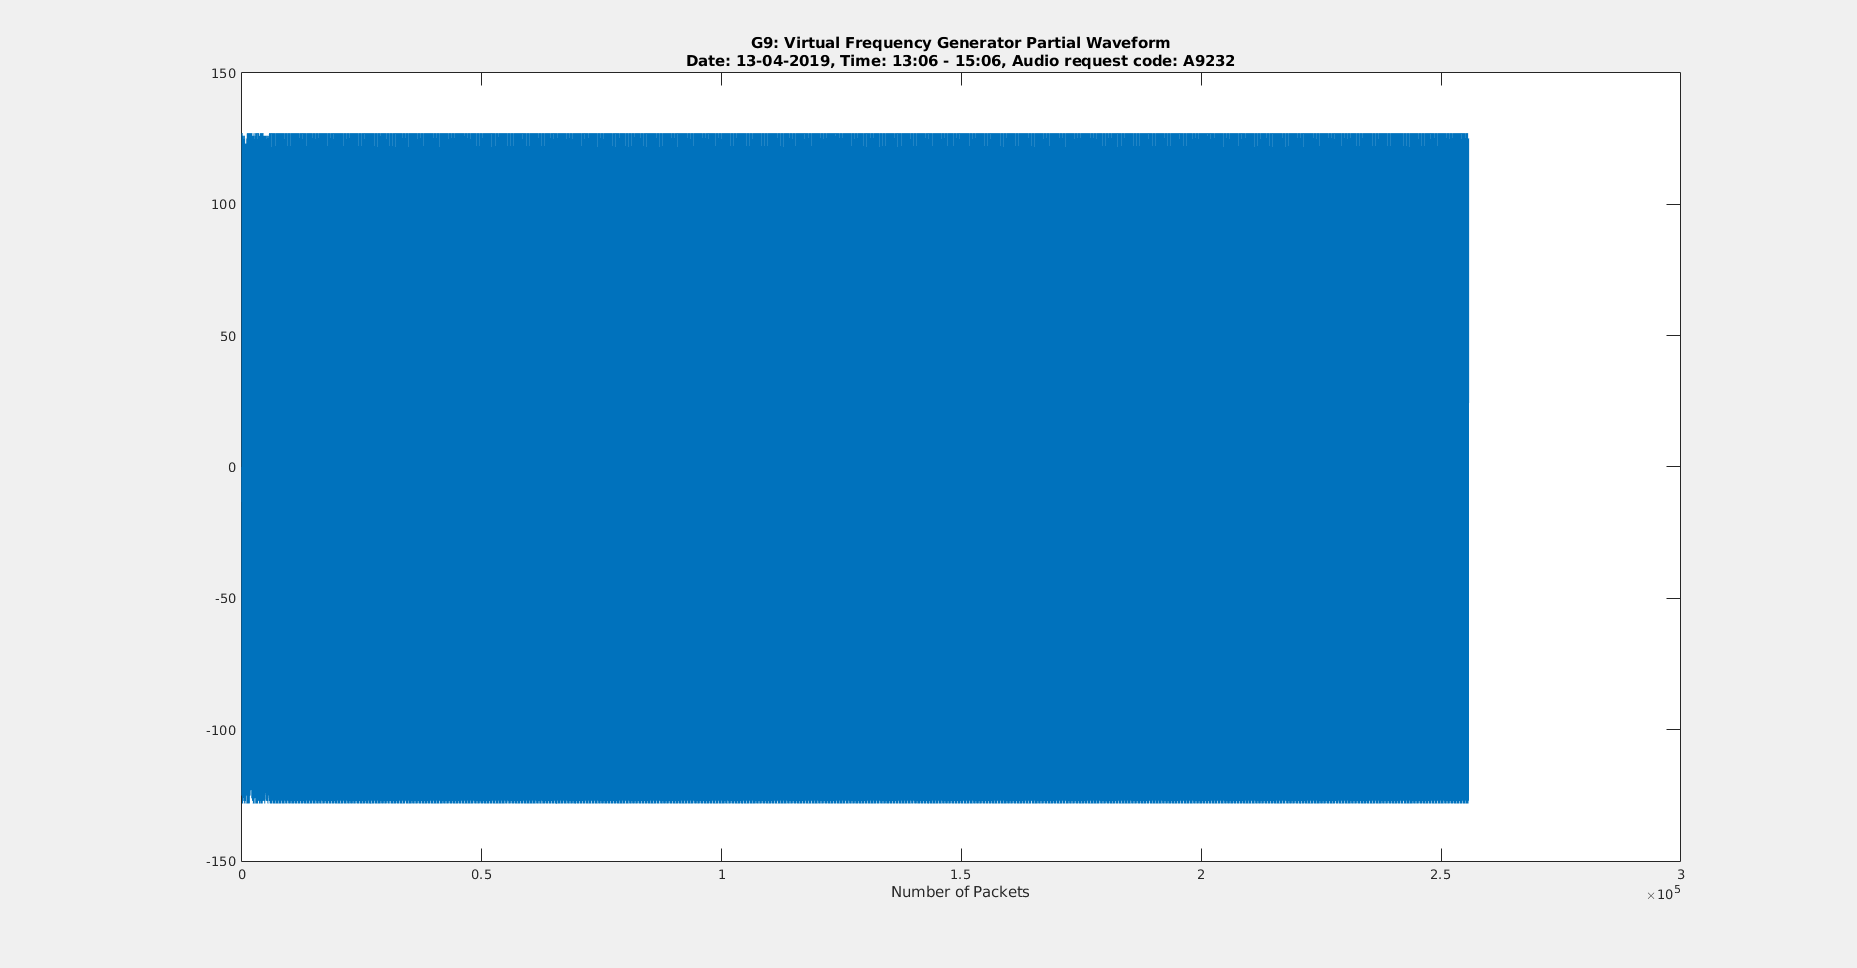 G9: Virtual Frequency Generator Partial Waveform
Date: 13-04-2019, Time: 13:06 - 15:06, Audio request code: A9232
150
100
50
0
-50
-100
-150
0 0.5 1 1.5 2 2.5 3
Number of Packets
×10^5